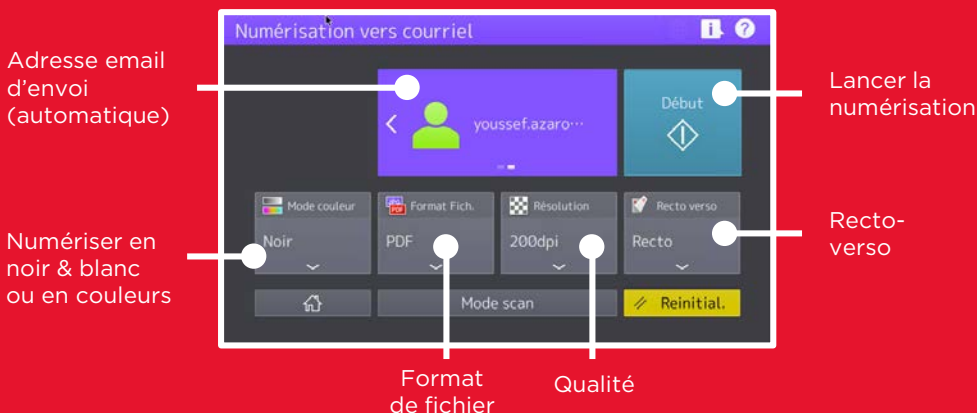 Numérisation vers courriel
Adresse email
d'envoi
(automatique)
youssef.azaro···
Début
Lancer la
numérisation
Mode couleur
Noir
Format Fich.
PDF
Résolution
200dpi
Recto verso
Recto
Numériser en
noir & blanc
ou en couleurs
Recto-
verso
Mode scan
Reinitial.
Format
de fichier
Qualité